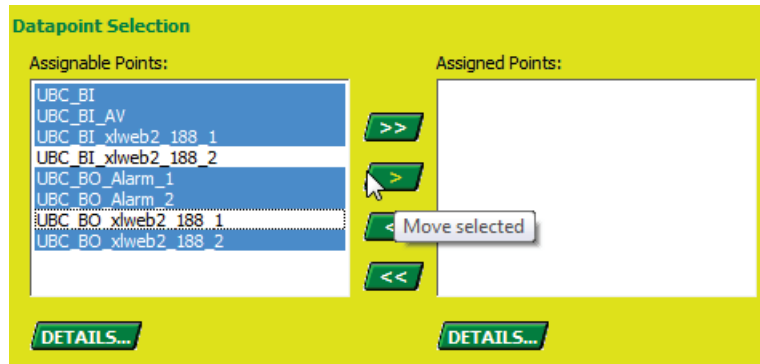 Datapoint Selection
Assignable Points:
UBC_BI
UBC_BI_AV
UBC_BI_xlweb2_188_1
UBC_BI_xlweb2_188_2
UBC_BO_Alarm_1
UBC_BO_Alarm_2
UBC_BO_xlweb2_188_1
UBC_BO_xlweb2_188_2
DETAILS...
>>
>
<
Move selected
<<
Assigned Points:
DETAILS...